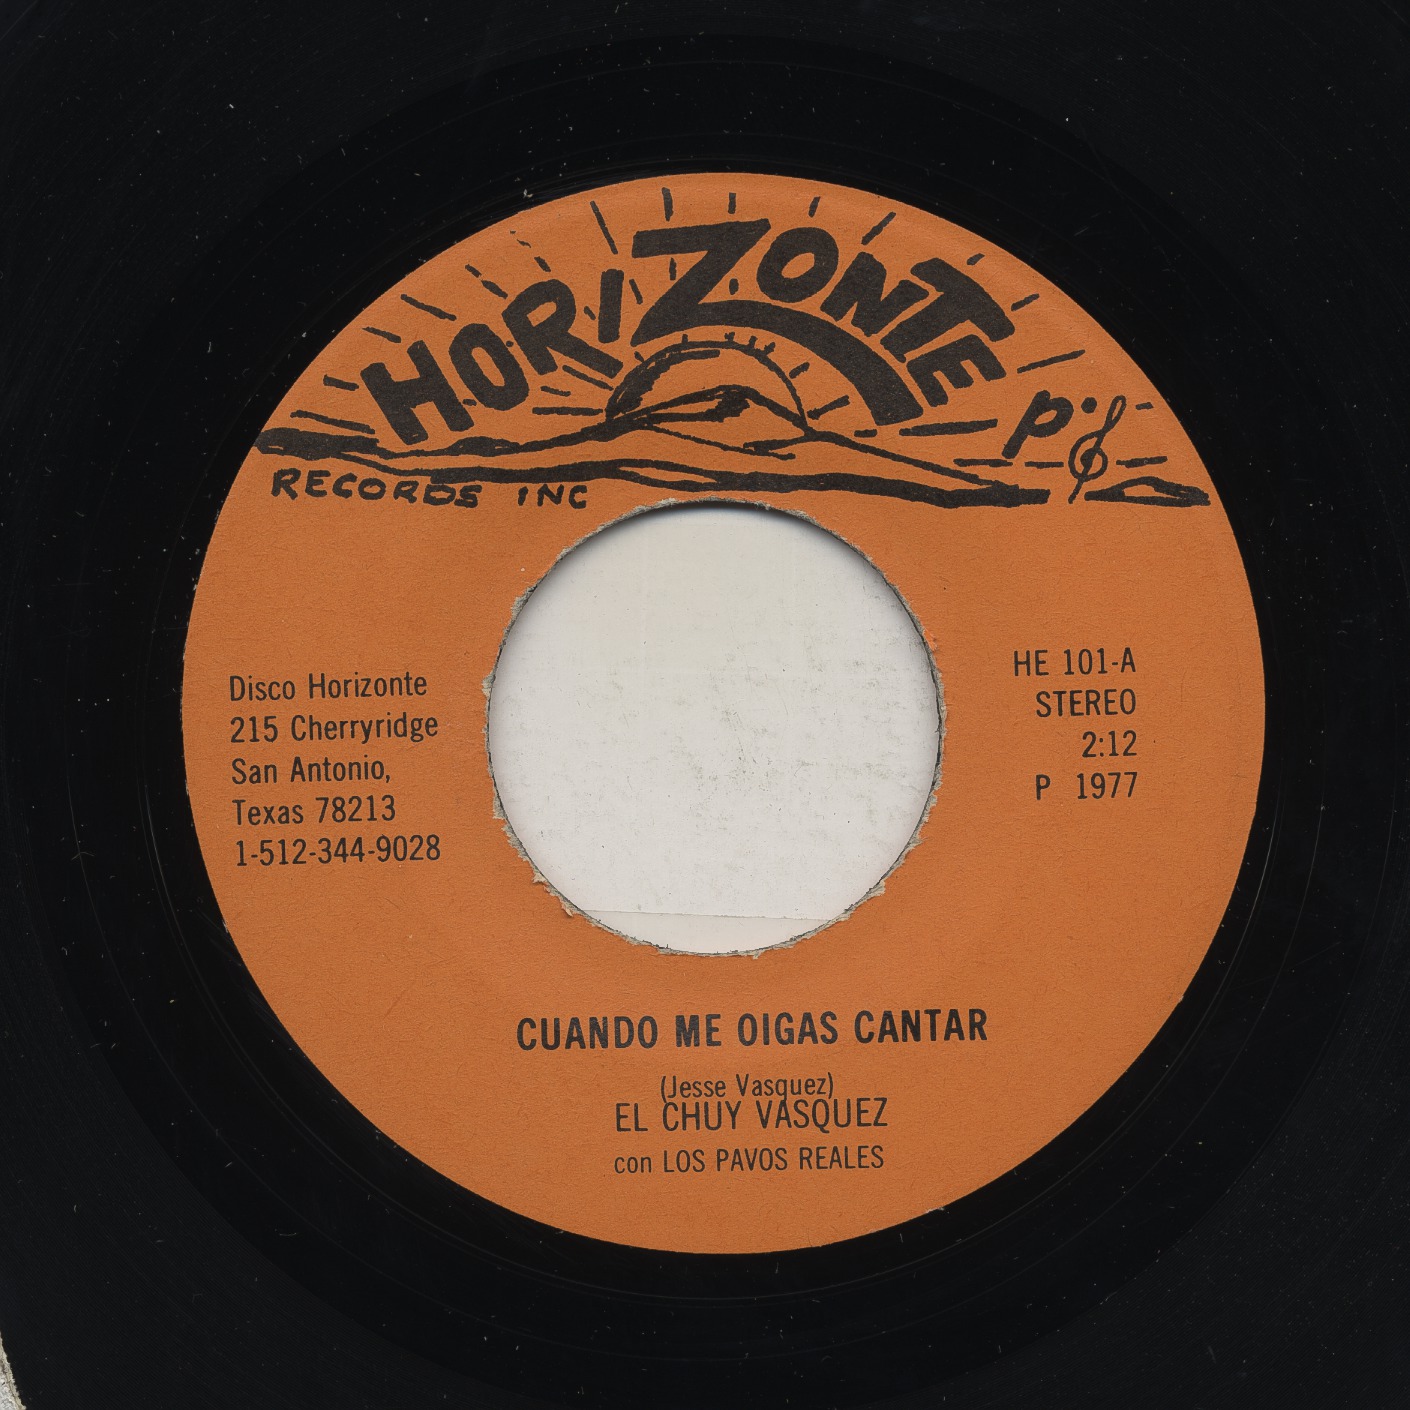 HORIZONTE
RECORDS INC
Disco Horizonte
215 Cherryridge
San Antonio,
Texas 78213
1-512-344-9028
HE 101-A
STEREO
2:12
P 1977
CUANDO ME OIGAS CANTAR
(Jesse Vasquez)
EL CHUY VASQUEZ
con LOS PAVOS REALES